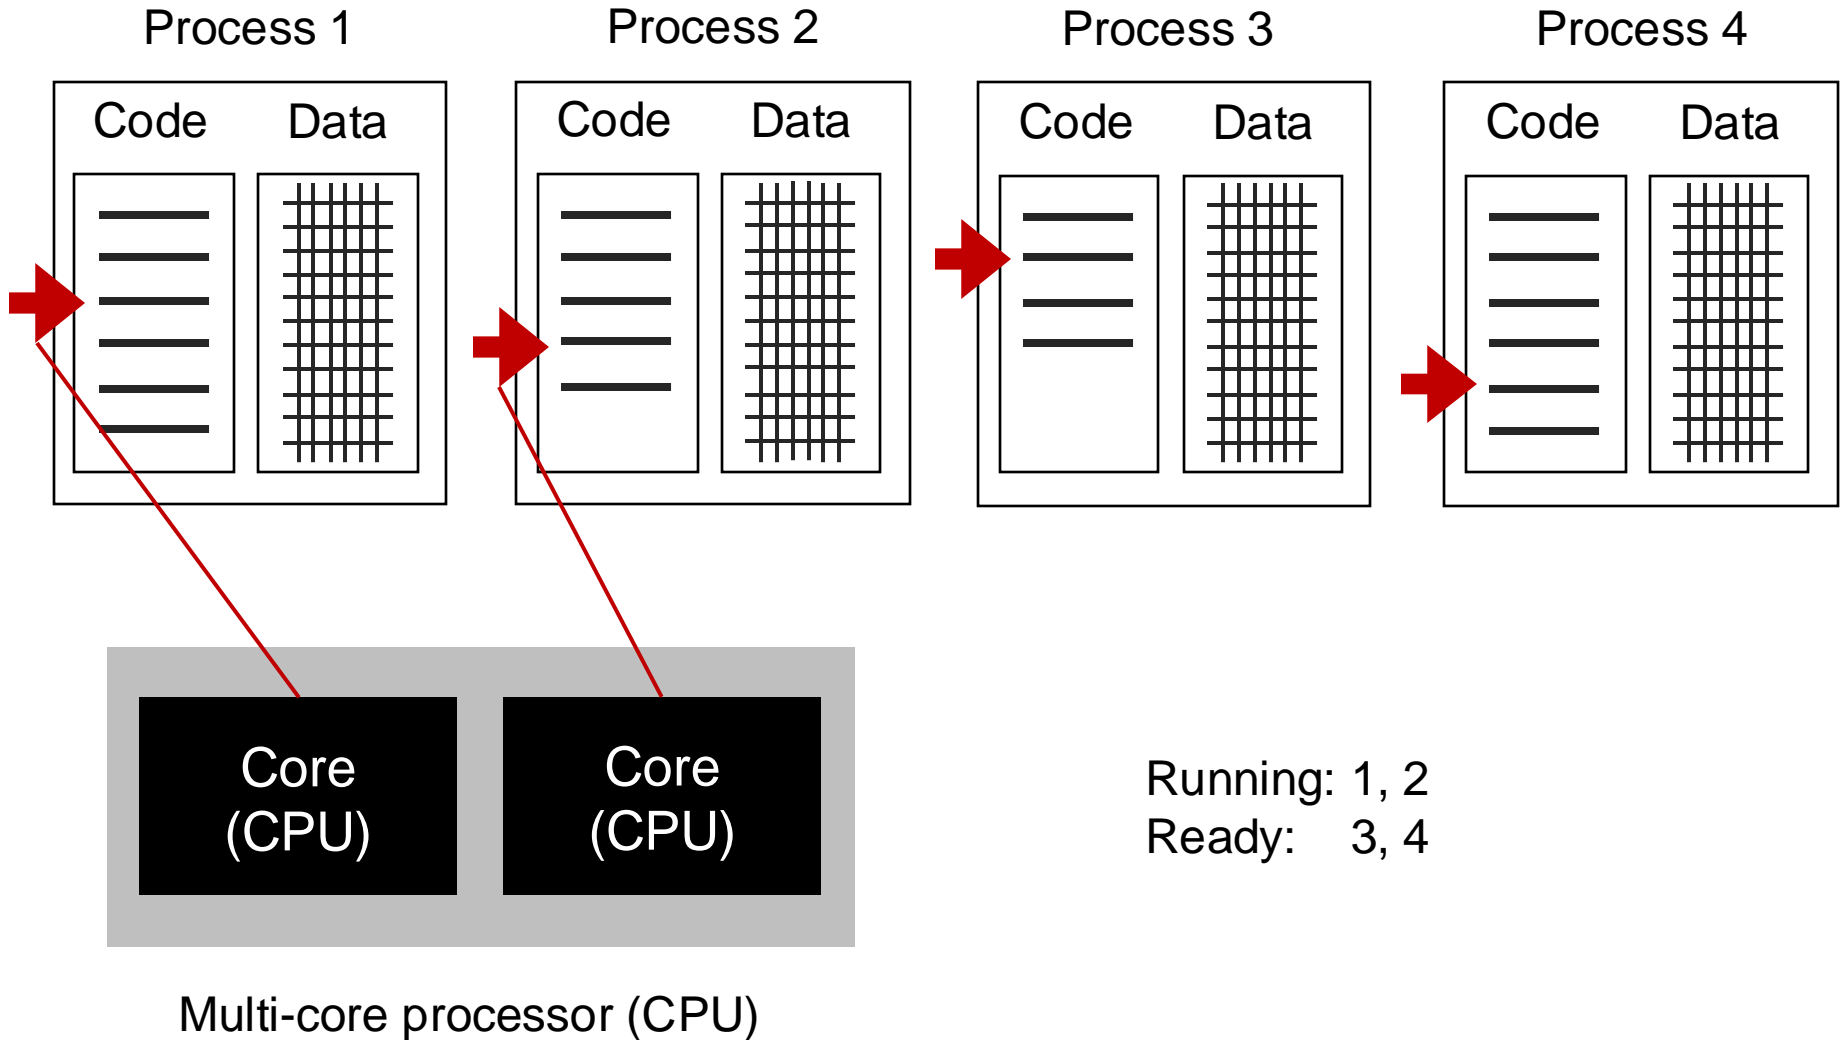 Process 1
Process 2
Process 3
Process 4
Code Data
Code Data
Code Data
Code Data
Core
(CPU)
Core
(CPU)
Running: 1, 2
Ready: 3, 4
Multi-core processor (CPU)